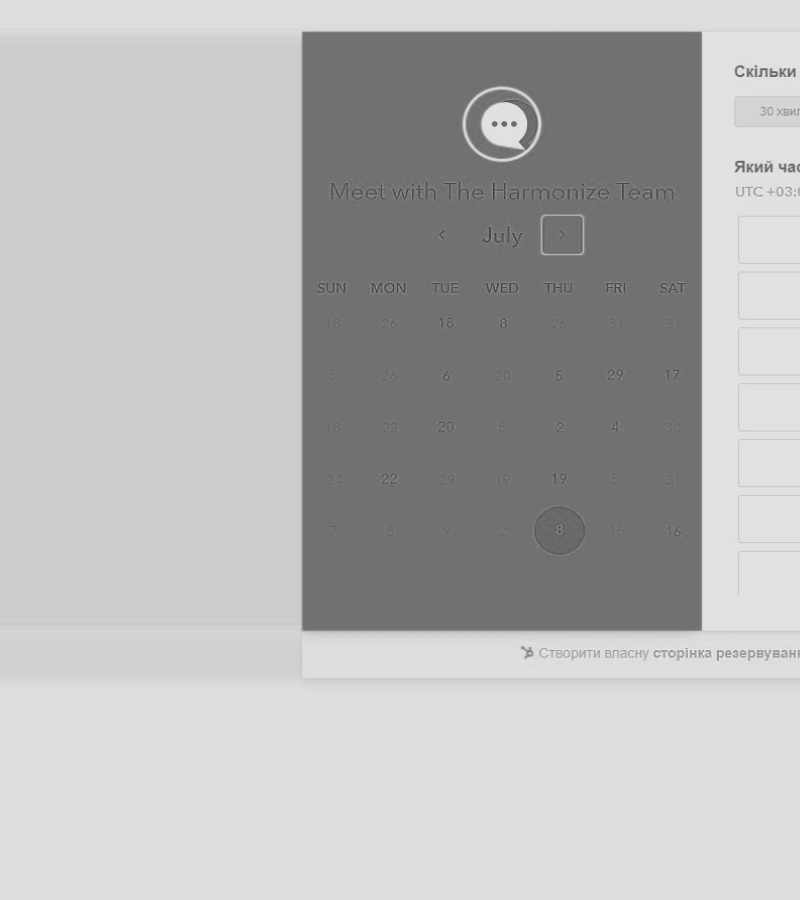 Meet with The Harmonize Team
July
SUN MON TUE WED THU FRI SAT
18 26 18 8 26 31 31
5 26 6 20 5 29 17
18 22 20 5 2 4 30
24 22 29 19 19 5 31
7 8 9 2 8 16 16
Скільки
30 хвил
Який час
UTC +03:0
Створити власну сторінка резервуванн